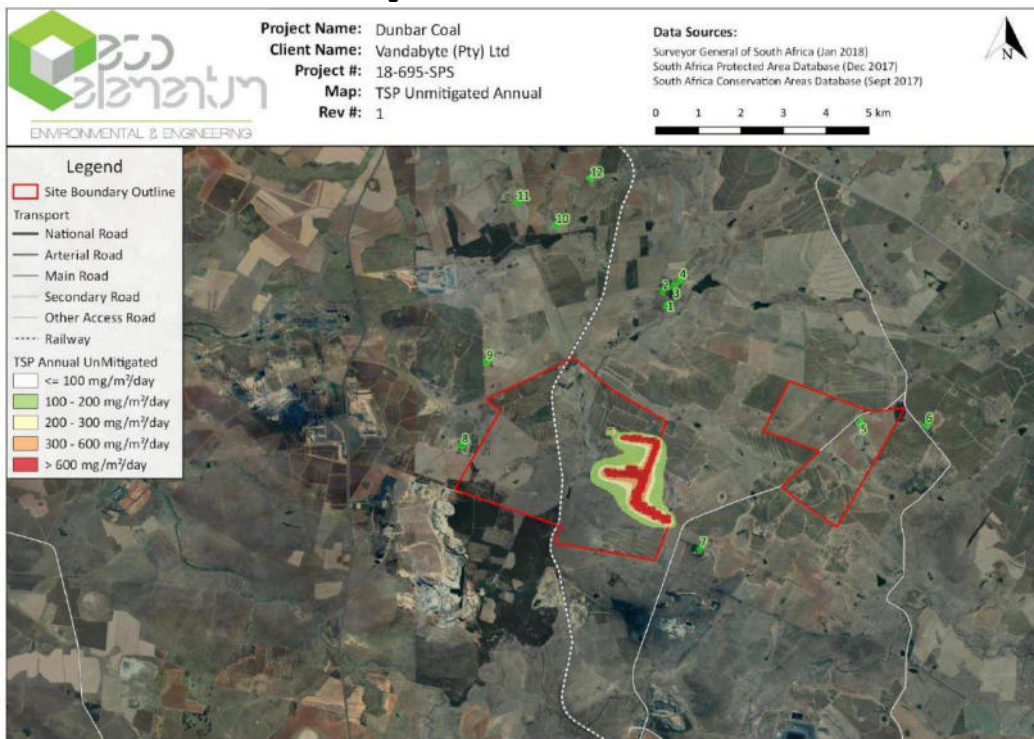 eco
elementum
ENVIRONMENTAL & ENGINEERING
Project Name: Dunbar Coal
Client Name: Vandabyte (Pty) Ltd
Project #: 18-695-SPS
Map: TSP Unmitigated Annual
Rev #: 1
Data Sources:
Surveyor General of South Africa (Jan 2018)
South Africa Protected Area Database (Dec 2017)
South Africa Conservation Areas Database (Sept 2017)
0 1 2 3 4 5 km
N
Legend
Site Boundary Outline
Transport
National Road
Arterial Road
Main Road
Secondary Road
Other Access Road
Railway
TSP Annual UnMitigated
<= 100 mg/m²/day
100 - 200 mg/m²/day
200 - 300 mg/m²/day
300 - 600 mg/m²/day
> 600 mg/m²/day
12
11
10
4
2
3
1
9
6
5
8
7